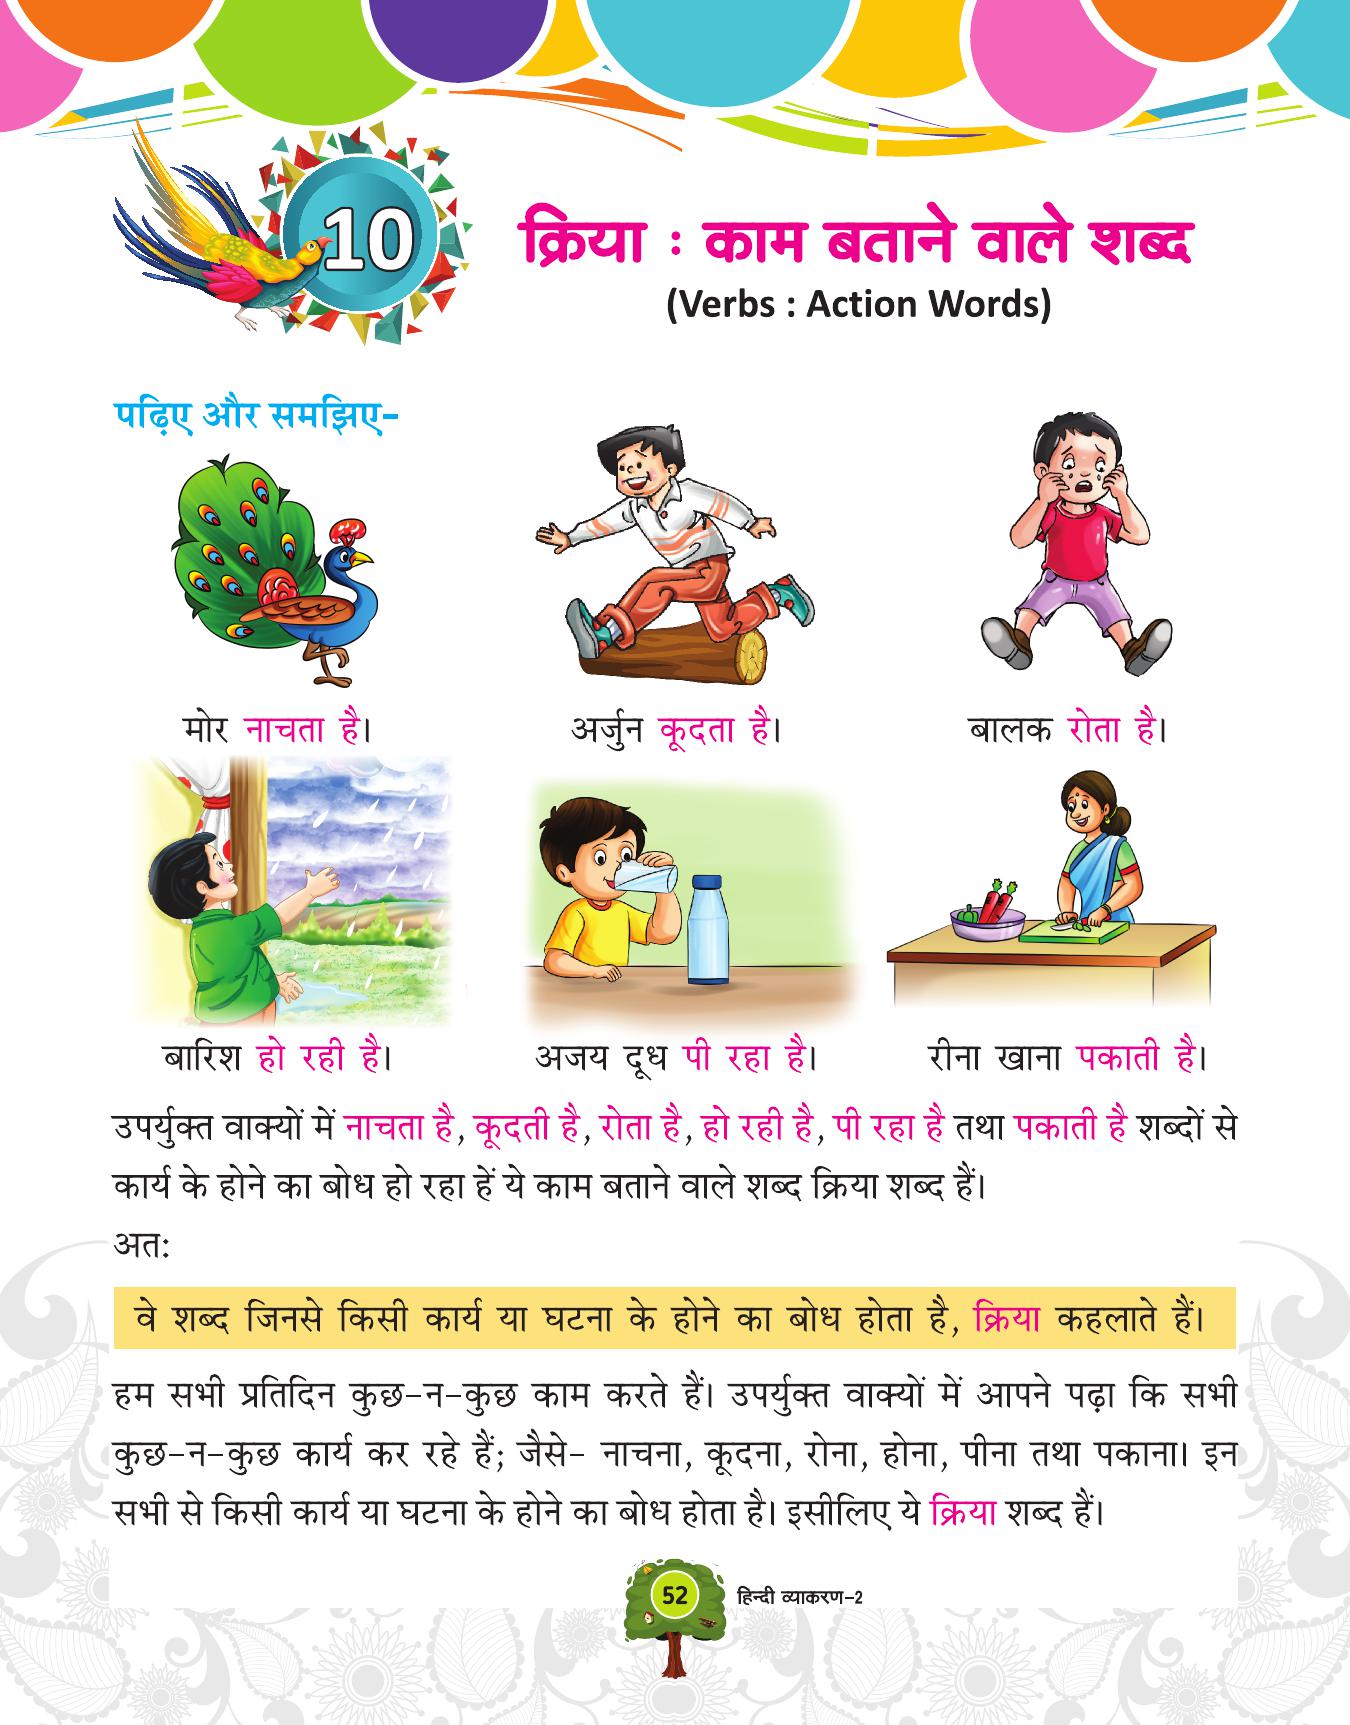 10
क्रिया : काम बताने वाले शब्द
(Verbs : Action Words)
पढ़िए और समझिए-
मोर नाचता है।
अर्जुन कूदता है।
बालक रोता है।
बारिश हो रही है।
अजय दूध पी रहा है।
रीना खाना पकाती है।
उपर्युक्त वाक्यों में नाचता है, कूदती है, रोता है, हो रही है, पी रहा है तथा पकाती है शब्दों से
कार्य के होने का बोध हो रहा हें ये काम बताने वाले शब्द क्रिया शब्द हैं।
अतः
वे शब्द जिनसे किसी कार्य या घटना के होने का बोध होता है, क्रिया कहलाते हैं।
हम सभी प्रतिदिन कुछ-न-कुछ काम करते हैं। उपर्युक्त वाक्यों में आपने पढ़ा कि सभी
कुछ-न-कुछ कार्य कर रहे हैं; जैसे- नाचना, कूदना, रोना, होना, पीना तथा पकाना। इन
सभी से किसी कार्य या घटना के होने का बोध होता है। इसीलिए ये क्रिया शब्द हैं।
52 हिन्दी व्याकरण-2